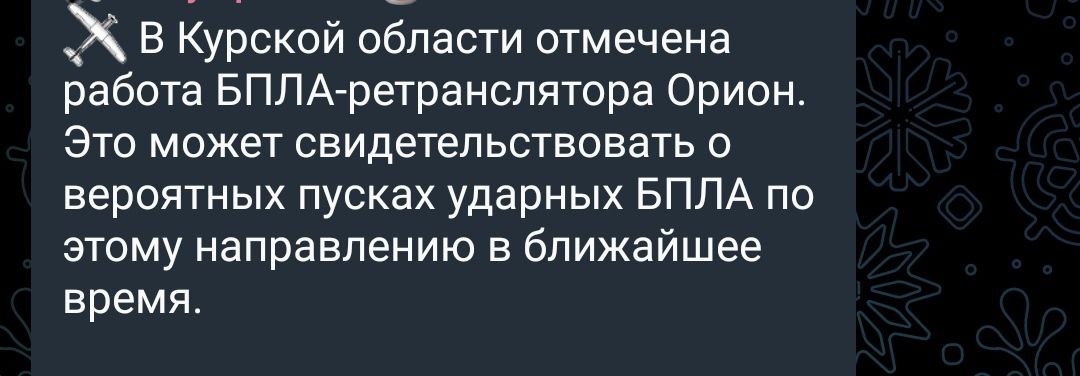 В Курской области отмечена
работа БПЛА-ретранслятора Орион.
Это может свидетельствовать о
вероятных пусках ударных БПЛА по
этому направлению в ближайшее
время.